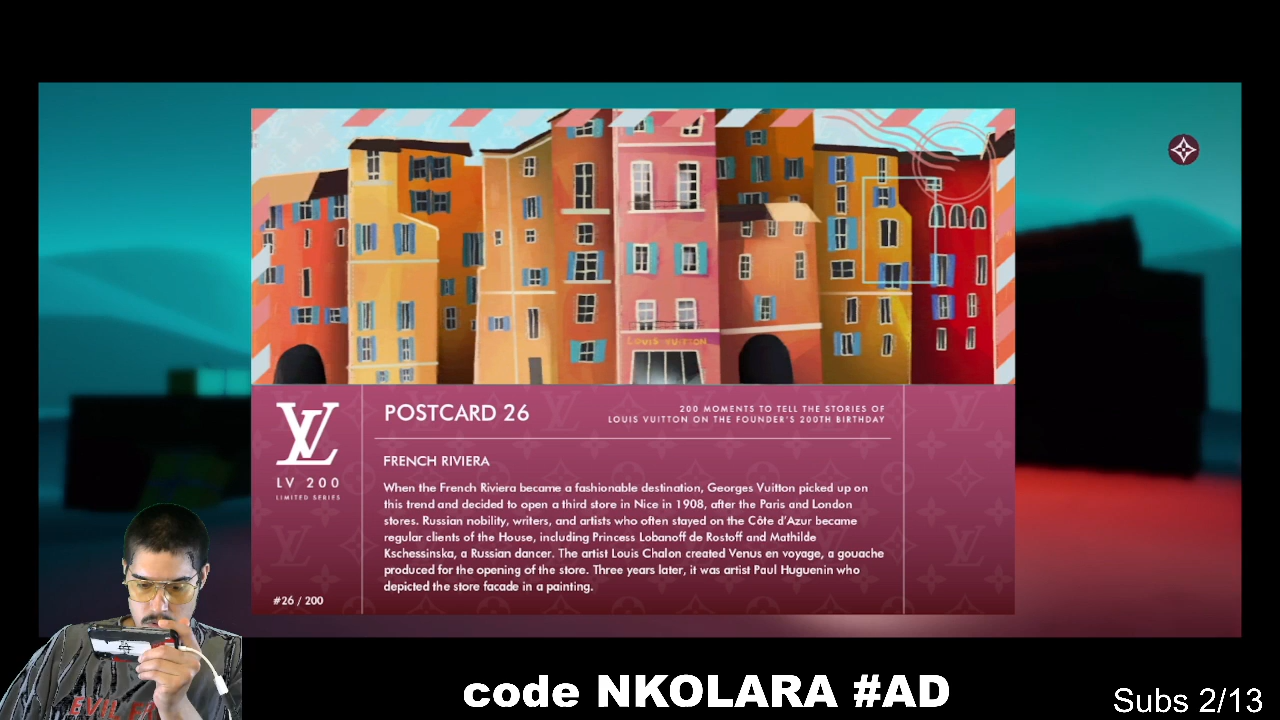 LOUIS VUITTON
LV
LV 200
LIMITED SERIES
#26 / 200
POSTCARD 26
200 MOMENTS TO TELL THE STORIES OF
LOUIS VUITTON ON THE FOUNDER'S 200TH BIRTHDAY
FRENCH RIVIERA
When the French Riviera became a fashionable destination, Georges Vuitton picked up on
this trend and decided to open a third store in Nice in 1908, after the Paris and London
stores. Russian nobility, writers, and artists who often stayed on the Côte d'Azur became
regular clients of the House, including Princess Lobanoff de Rostoff and Mathilde
Kschessinska, a Russian dancer. The artist Louis Chalon created Venus en voyage, a gouache
produced for the opening of the store. Three years later, it was artist Paul Huguenin who
depicted the store facade in a painting.
code NKOLARA #AD
Subs 2/13